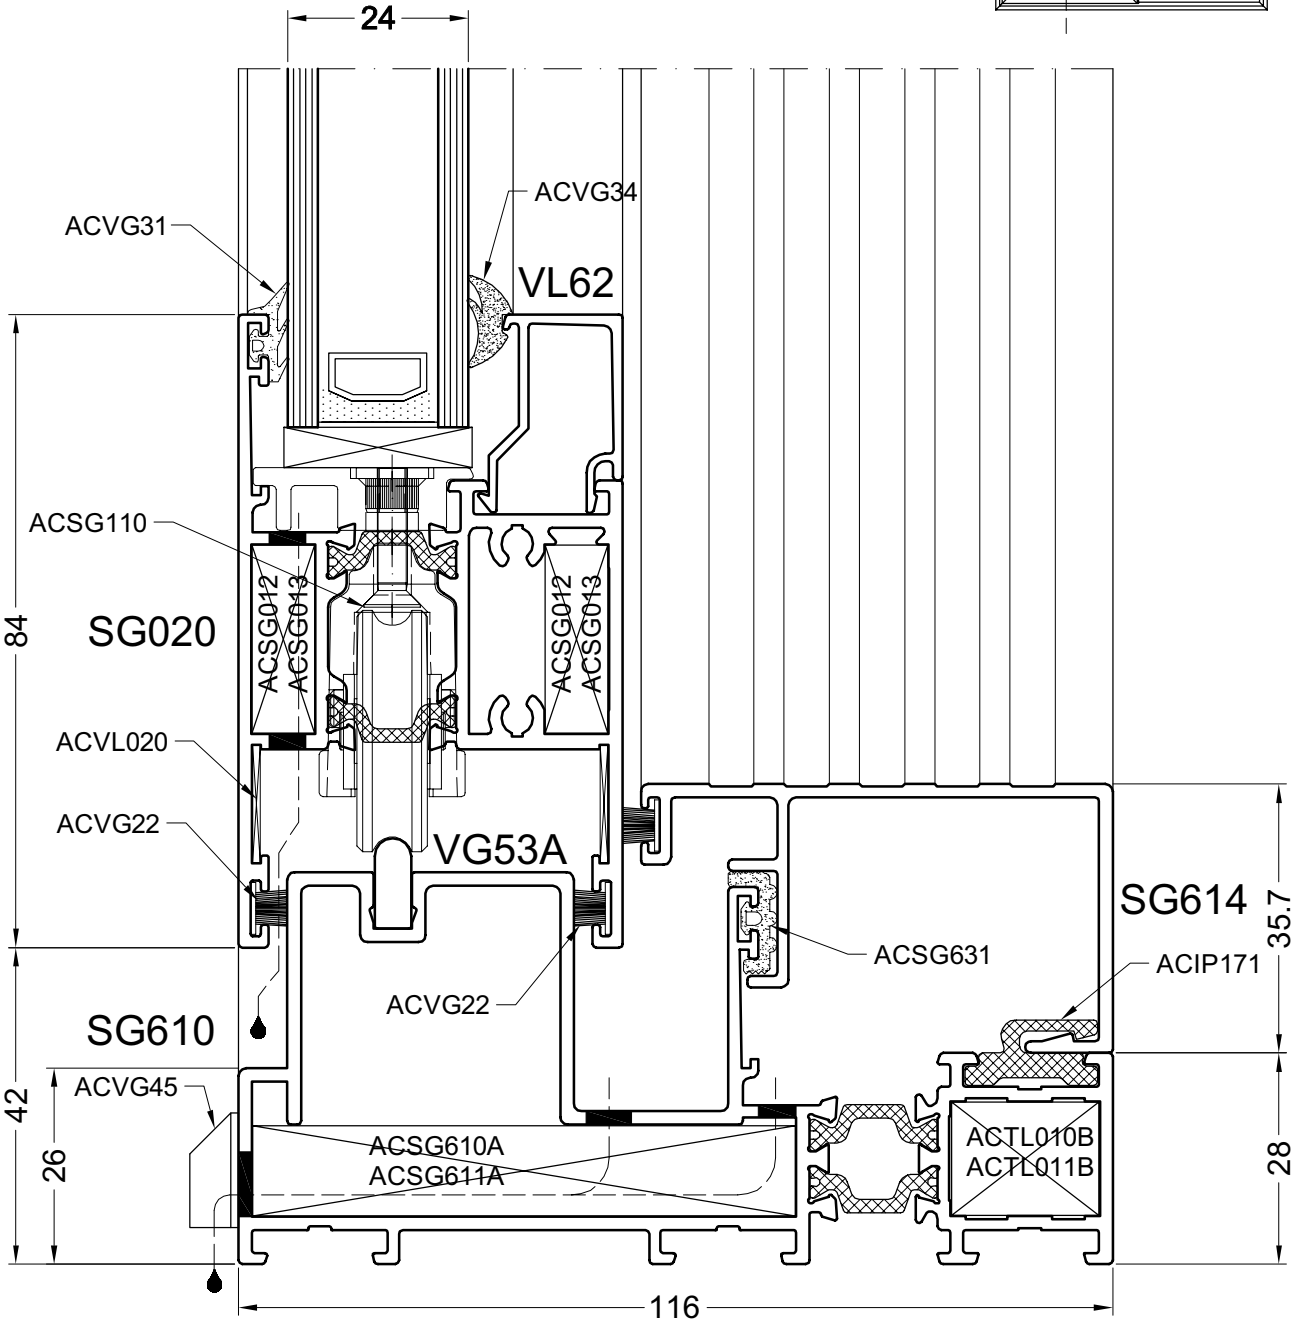 24
ACVG34
ACVG31
VL62
ACSG110
ACSG012
ACSG013
ACSG012
ACSG013
SG020
84
ACVL020
ACVG22
VG53A
SG614
35.7
ACSG631
ACIP171
ACVG22
SG610
ACVG45
42
26
ACSG610A
ACSG611A
ACTL010B
ACTL011B
28
116